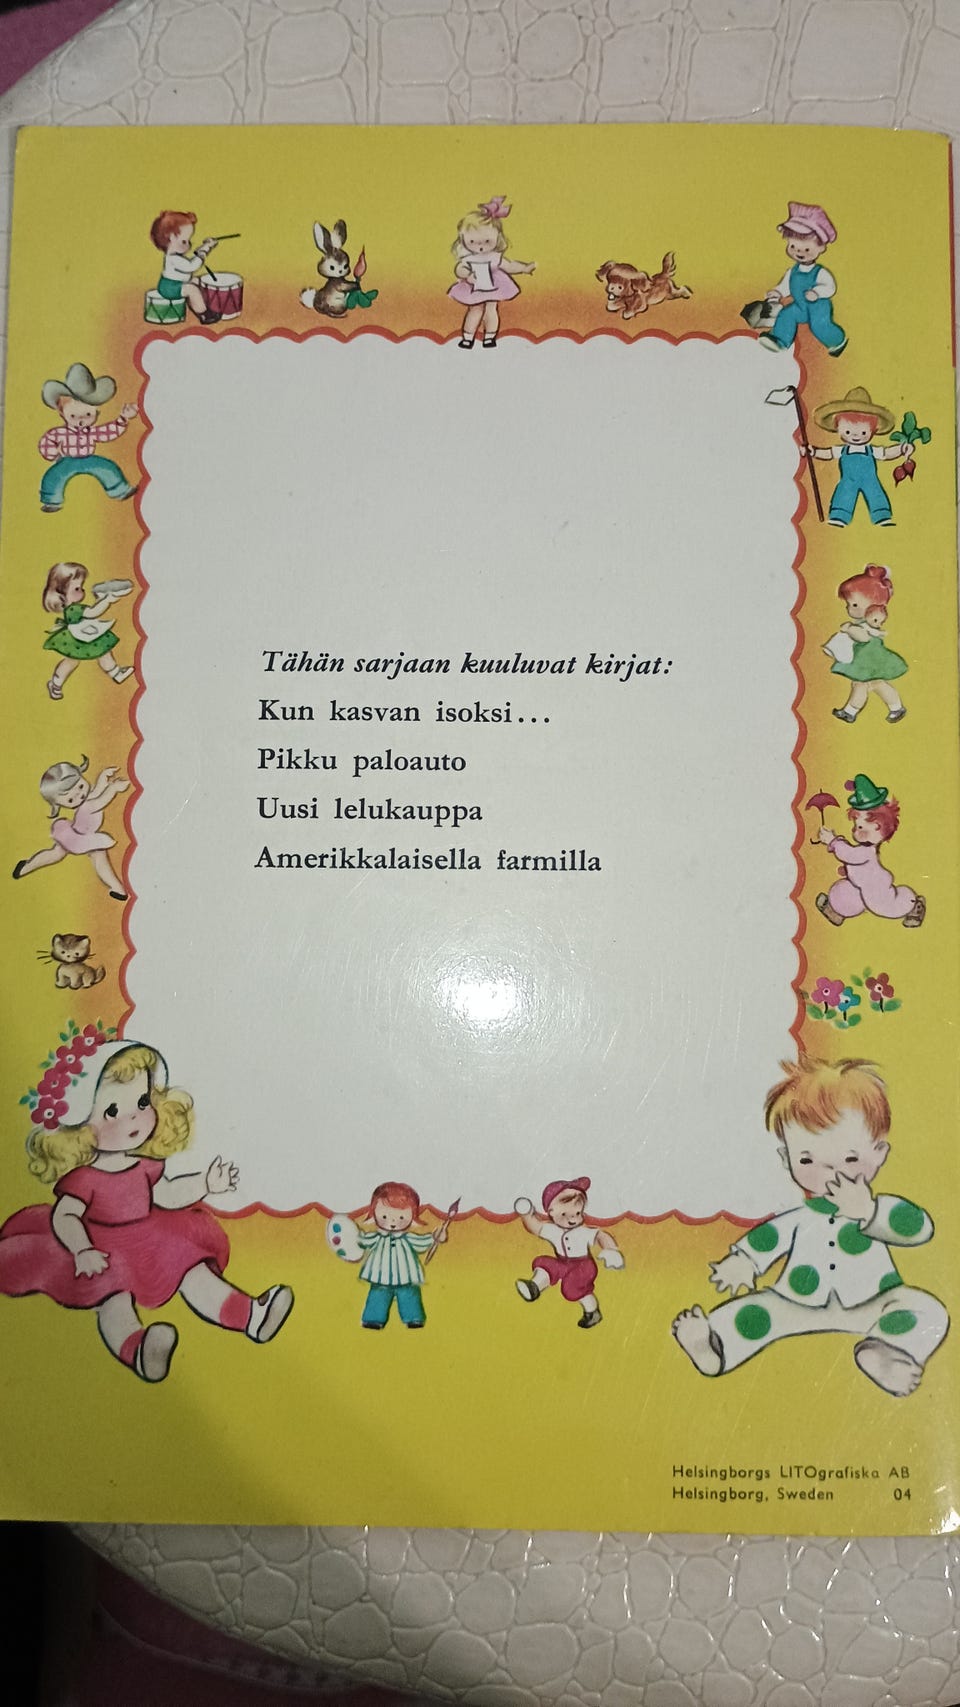 Tähän sarjaan kuuluvat kirjat:
Kun kasvan isoksi...
Pikku paloauto
Uusi lelukauppa
Amerikkalaisella farmilla
Helsingborgs LITOgrafiska AB
Helsingborg, Sweden 04